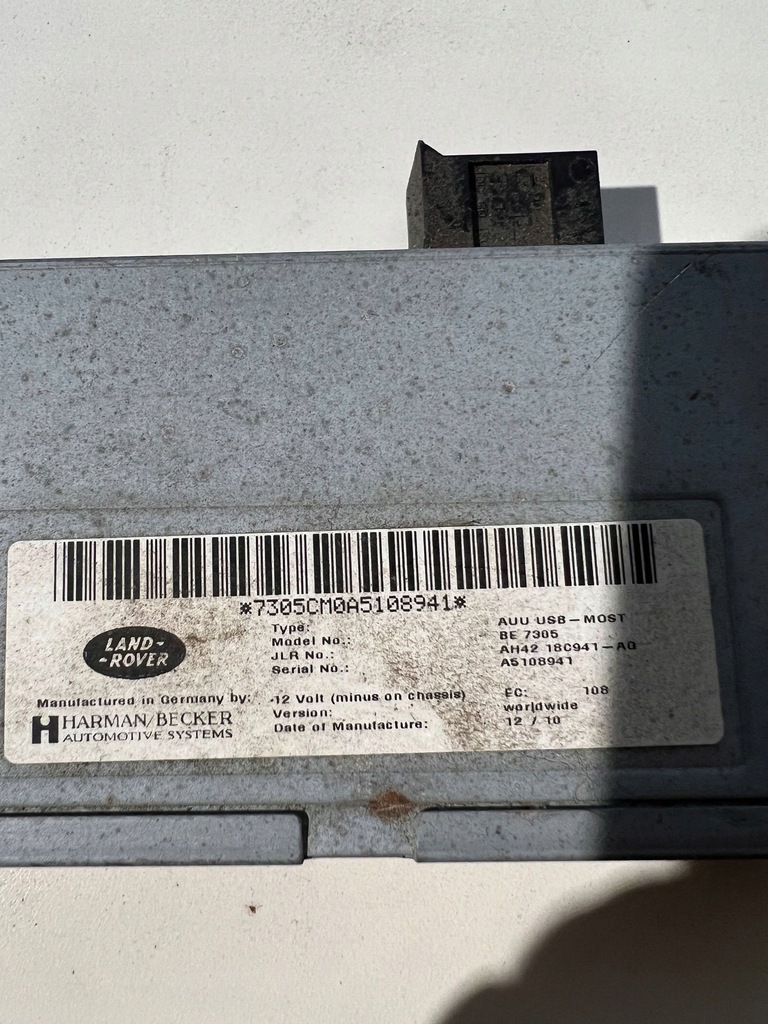 *7305CM0A5108941*
LAND-
-ROVER
Type: AUU USB-MOST
Model No.: BE 7305
JLR No.: AH42 18C941-AG
Serial No.: A5108941
Manufactured in Germany by: -12 Volt (minus on chassis) EC: 108
HARMAN/BECKER Version: worldwide
AUTOMOTIVE SYSTEMS Date of Manufacture: 12 / 10